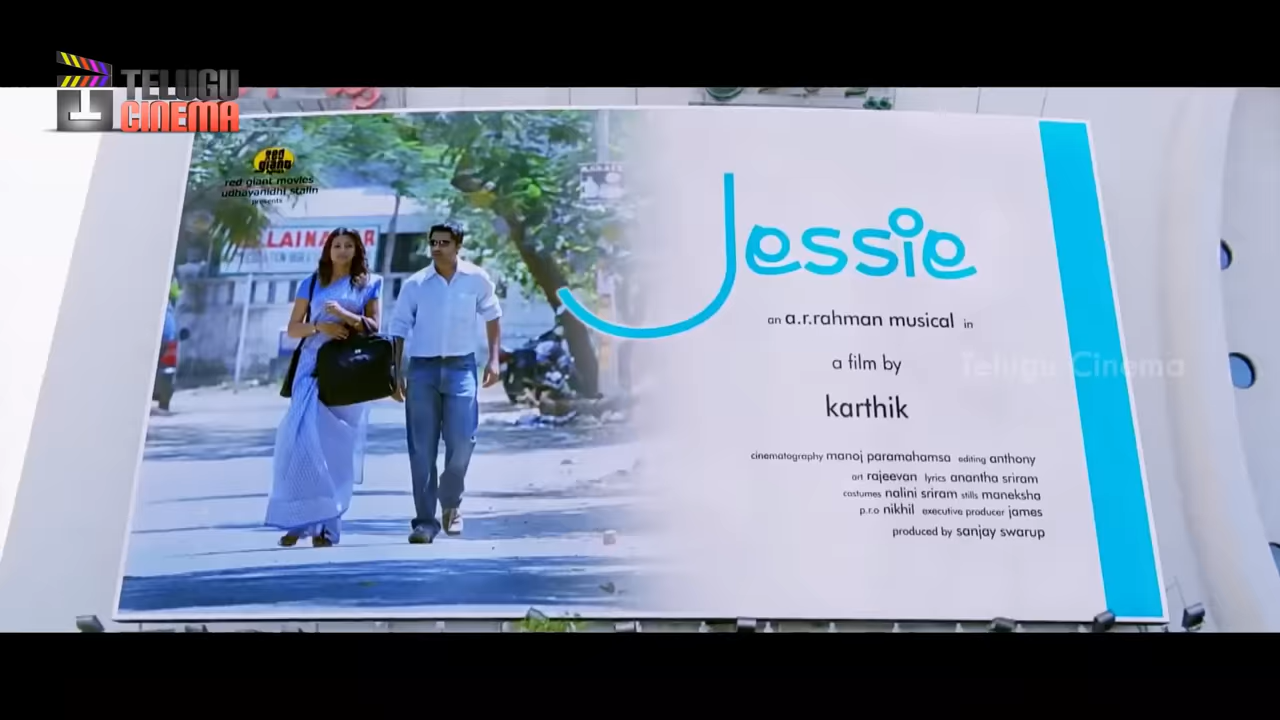 TELUGU
CINEMA
red
giant
red giant movies
udhayanidhi stalin
presents
Jessie
an a.r.rahman musical in
a film by
Telugu Cinema
karthik
cinematography manoj paramahamsa editing anthony
art rajeevan lyrics anantha sriram
costumes nalini sriram stills maneksha
p.r.o nikhil executive producer james
produced by sanjay swarup